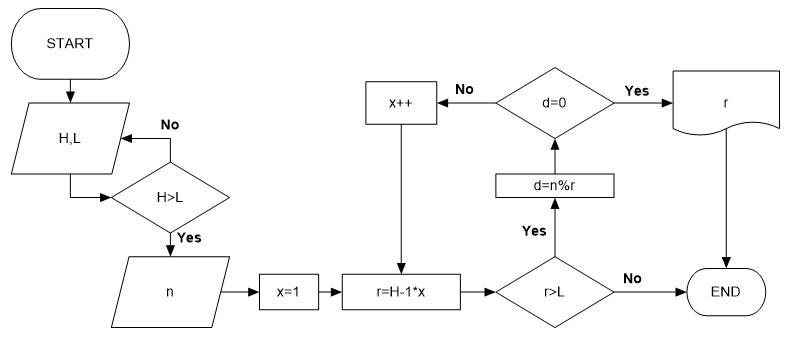 START
H,L
No
H>L
Yes
n
x=1
r=H-1*x
r>L
No
END
Yes
d=n%r
d=0
No
x++
Yes
r